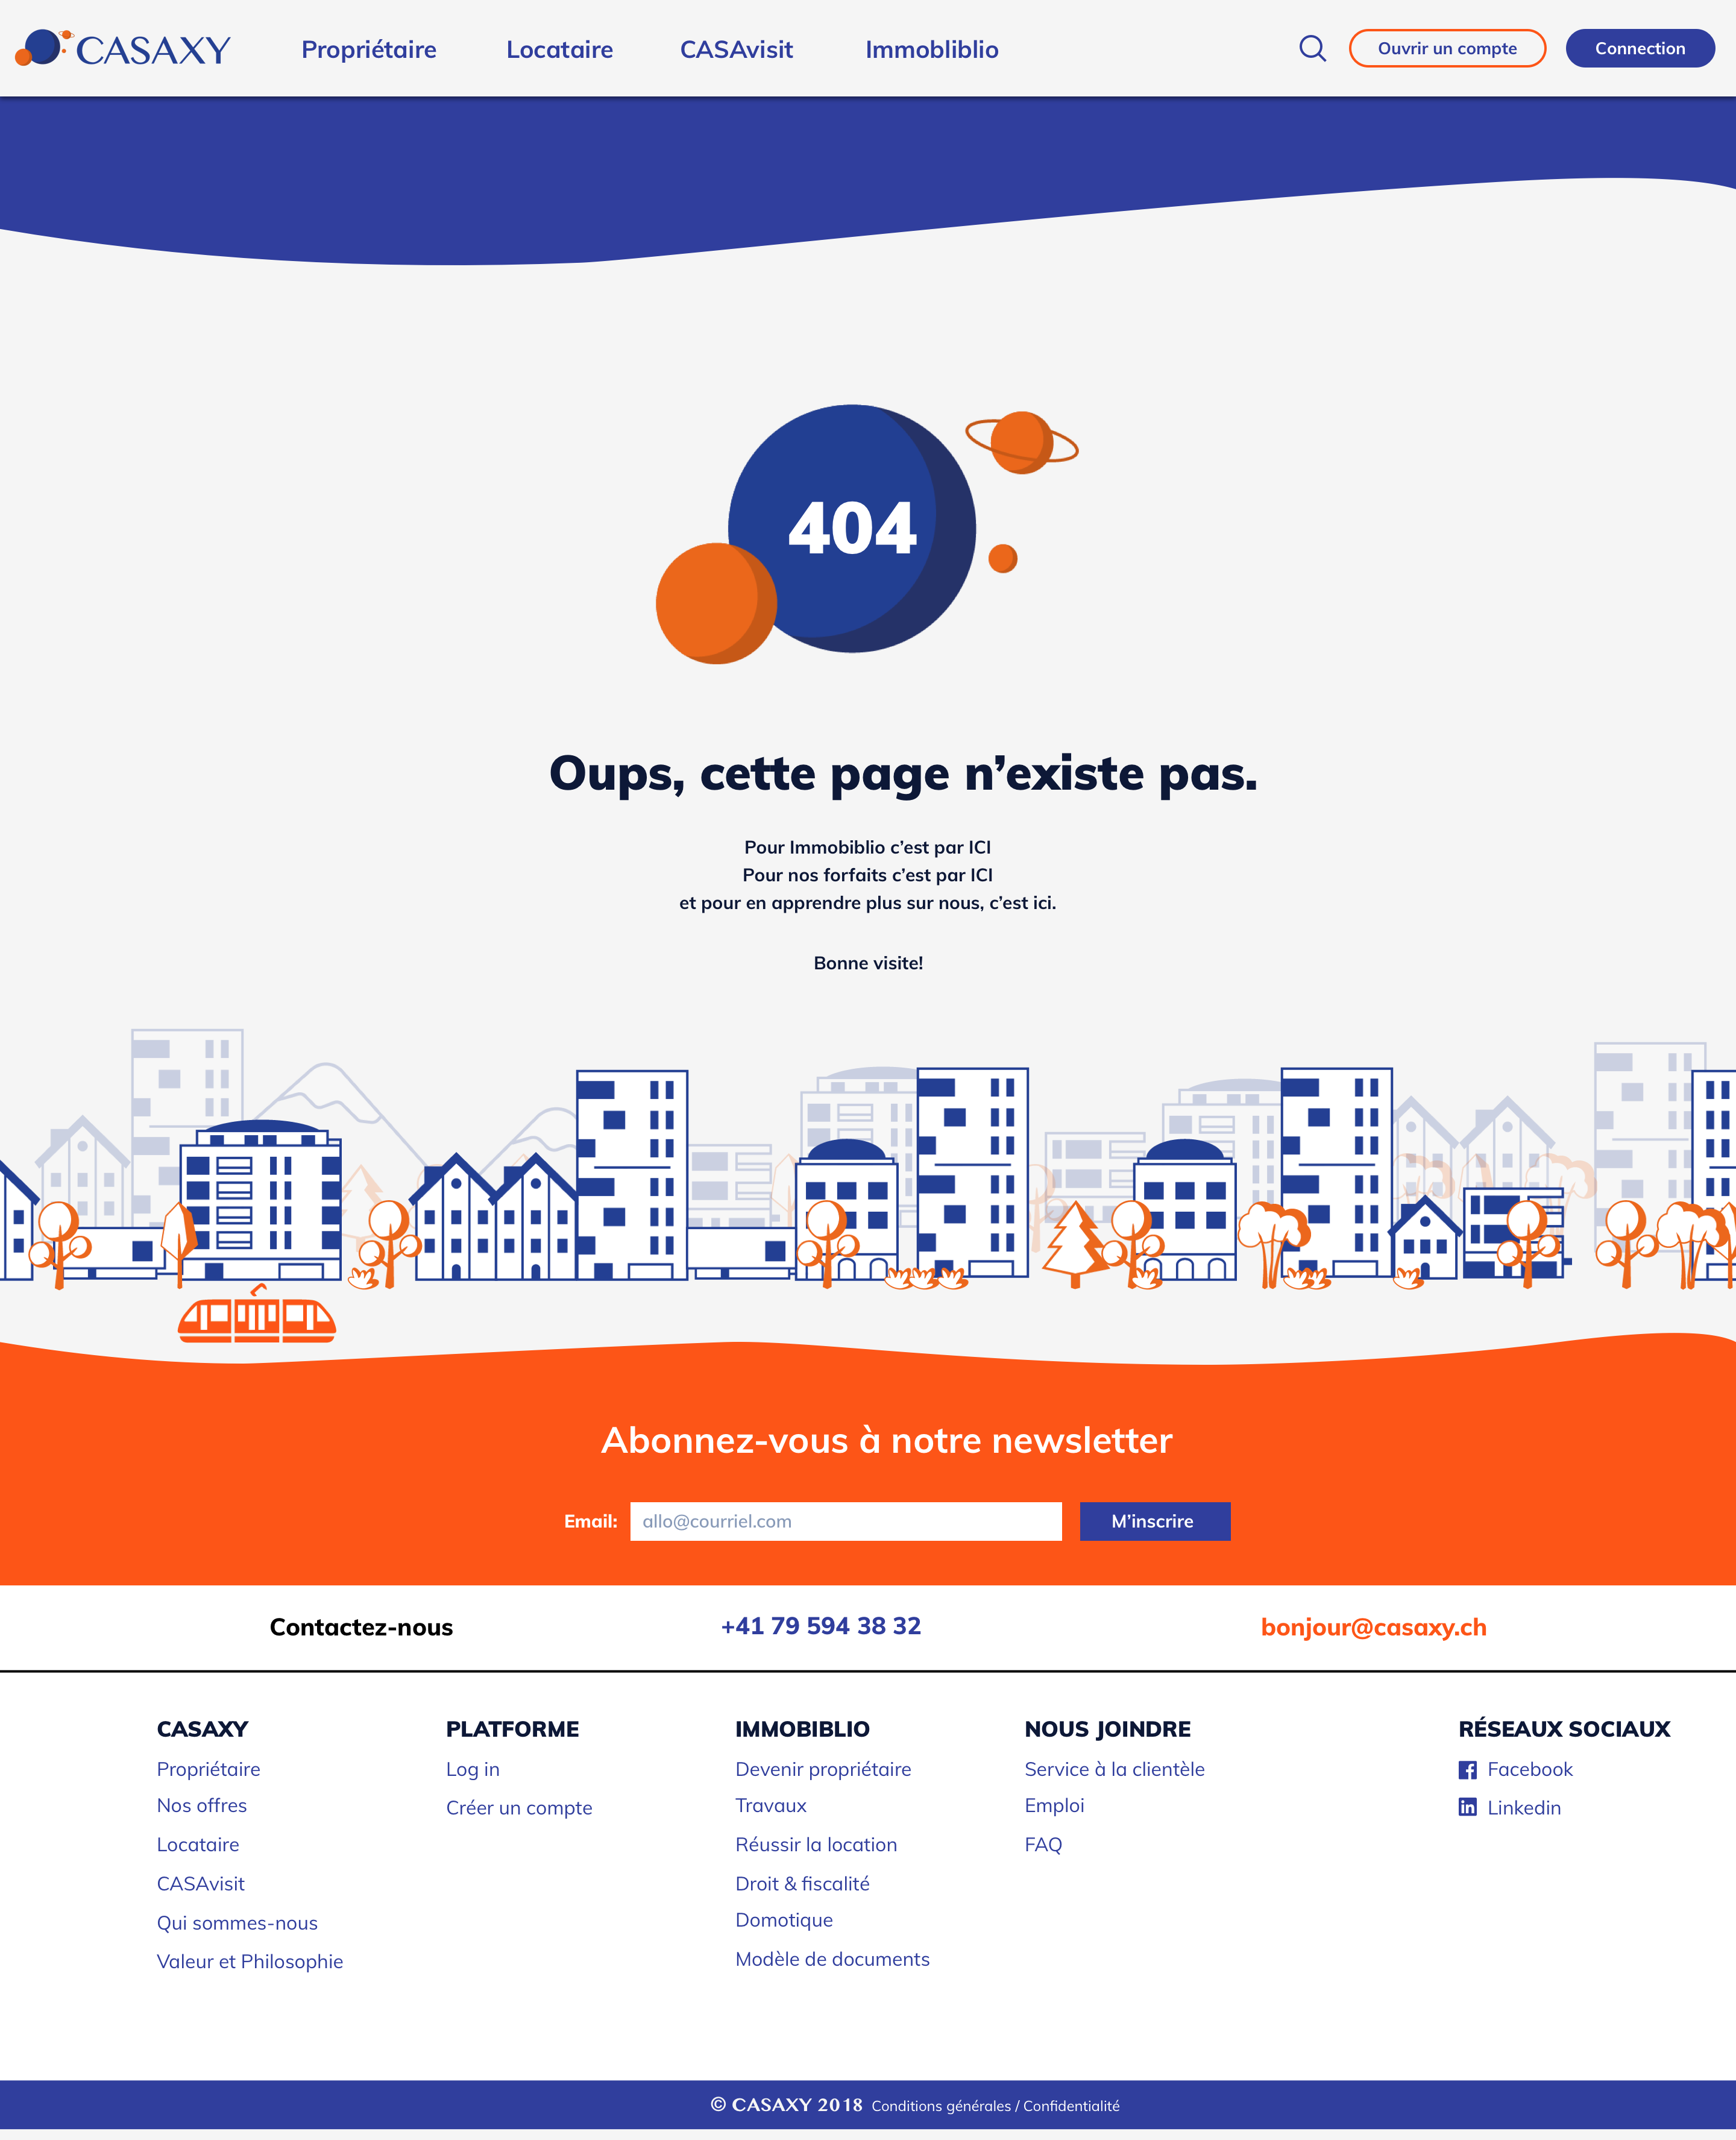 CASAXY
Propriétaire
Locataire
CASAvisit
Immobliblio
Ouvrir un compte
Connection
404
Oups, cette page n’existe pas.
Pour Immobiblio c’est par ICI
Pour nos forfaits c’est par ICI
et pour en apprendre plus sur nous, c’est ici.
Bonne visite!
Abonnez-vous à notre newsletter
Email:
allo@courriel.com
M’inscrire
Contactez-nous
+41 79 594 38 32
bonjour@casaxy.ch
CASAXY
Propriétaire
Nos offres
Locataire
CASAvisit
Qui sommes-nous
Valeur et Philosophie
PLATFORME
Log in
Créer un compte
IMMOBIBLIO
Devenir propriétaire
Travaux
Réussir la location
Droit & fiscalité
Domotique
Modèle de documents
NOUS JOINDRE
Service à la clientèle
Emploi
FAQ
RÉSEAUX SOCIAUX
Facebook
Linkedin
© CASAXY 2018 Conditions générales / Confidentialité